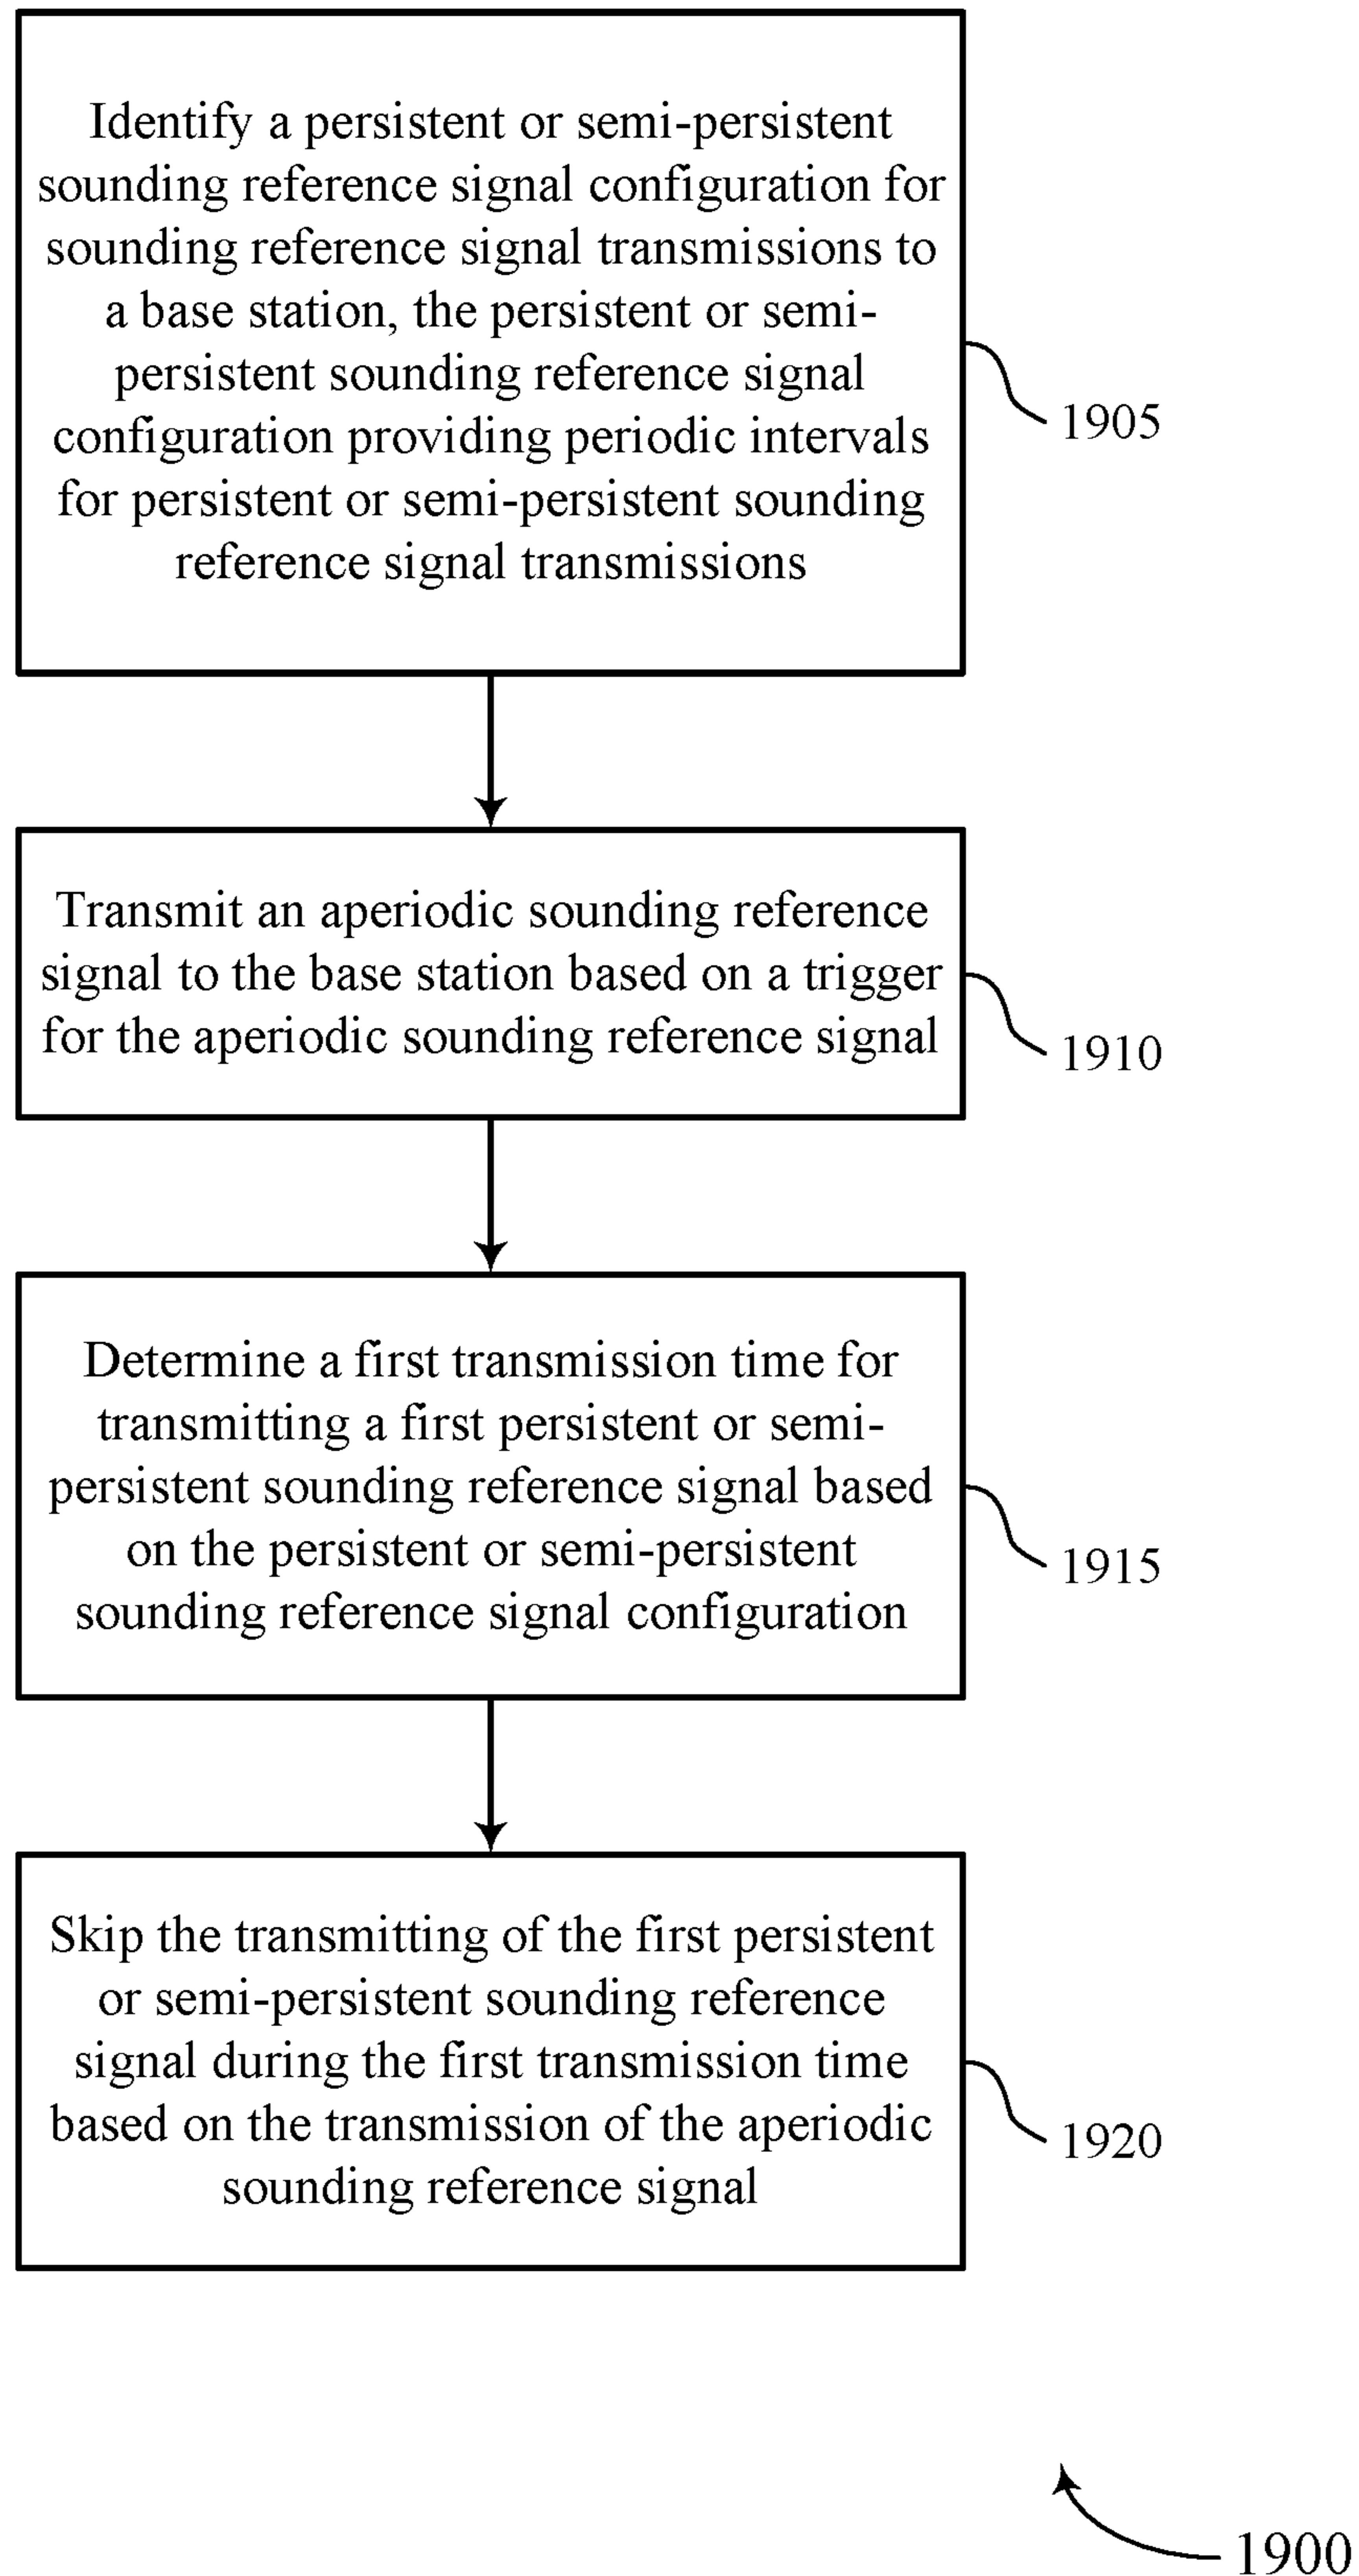 Identify a persistent or semi-persistent
sounding reference signal configuration for
sounding reference signal transmissions to
a base station, the persistent or semi-
persistent sounding reference signal
configuration providing periodic intervals
for persistent or semi-persistent sounding
reference signal transmissions
1905
Transmit an aperiodic sounding reference
signal to the base station based on a trigger
for the aperiodic sounding reference signal
1910
Determine a first transmission time for
transmitting a first persistent or semi-
persistent sounding reference signal based
on the persistent or semi-persistent
sounding reference signal configuration
1915
Skip the transmitting of the first persistent
or semi-persistent sounding reference
signal during the first transmission time
based on the transmission of the aperiodic
sounding reference signal
1920
1900